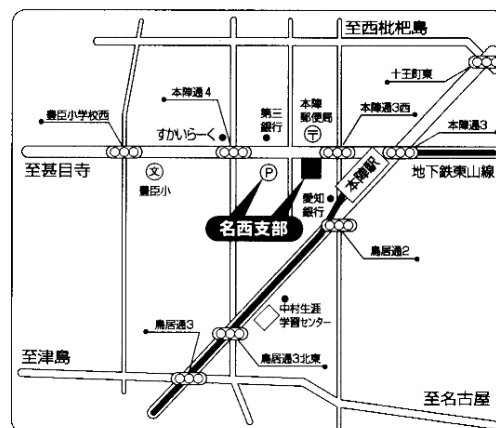 至西枇杷島
十王町東
本陣通4
第三
銀行
本陣
郵便局
〒
本陣通3西
本陣通3
豊臣小学校西
すかいらーく
至甚目寺
文
豊臣小
P
本陣駅
地下鉄東山線
愛知
銀行
名西支部
鳥居通2
中村生涯
学習センター
鳥居通3
鳥居通3北東
至津島
至名古屋